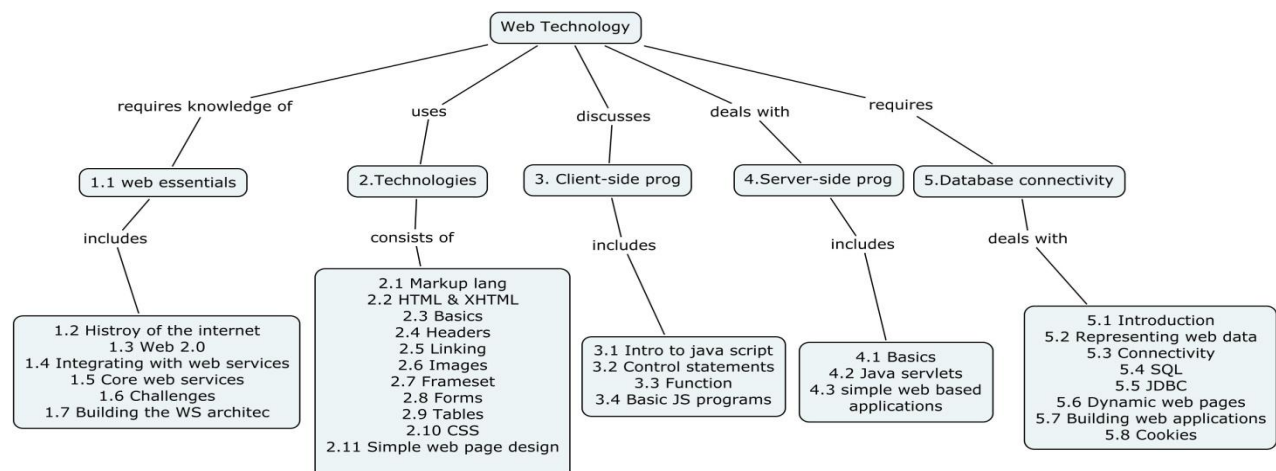 Web Technology
requires knowledge of
uses
discusses
deals with
requires
1.1 web essentials
2.Technologies
3. Client-side prog
4.Server-side prog
5.Database connectivity
includes
consists of
includes
includes
deals with
1.2 Histroy of the internet
1.3 Web 2.0
1.4 Integrating with web services
1.5 Core web services
1.6 Challenges
1.7 Building the WS architec
2.1 Markup lang
2.2 HTML & XHTML
2.3 Basics
2.4 Headers
2.5 Linking
2.6 Images
2.7 Frameset
2.8 Forms
2.9 Tables
2.10 CSS
2.11 Simple web page design
3.1 Intro to java script
3.2 Control statements
3.3 Function
3.4 Basic JS programs
4.1 Basics
4.2 Java servlets
4.3 simple web based
applications
5.1 Introduction
5.2 Representing web data
5.3 Connectivity
5.4 SQL
5.5 JDBC
5.6 Dynamic web pages
5.7 Building web applications
5.8 Cookies